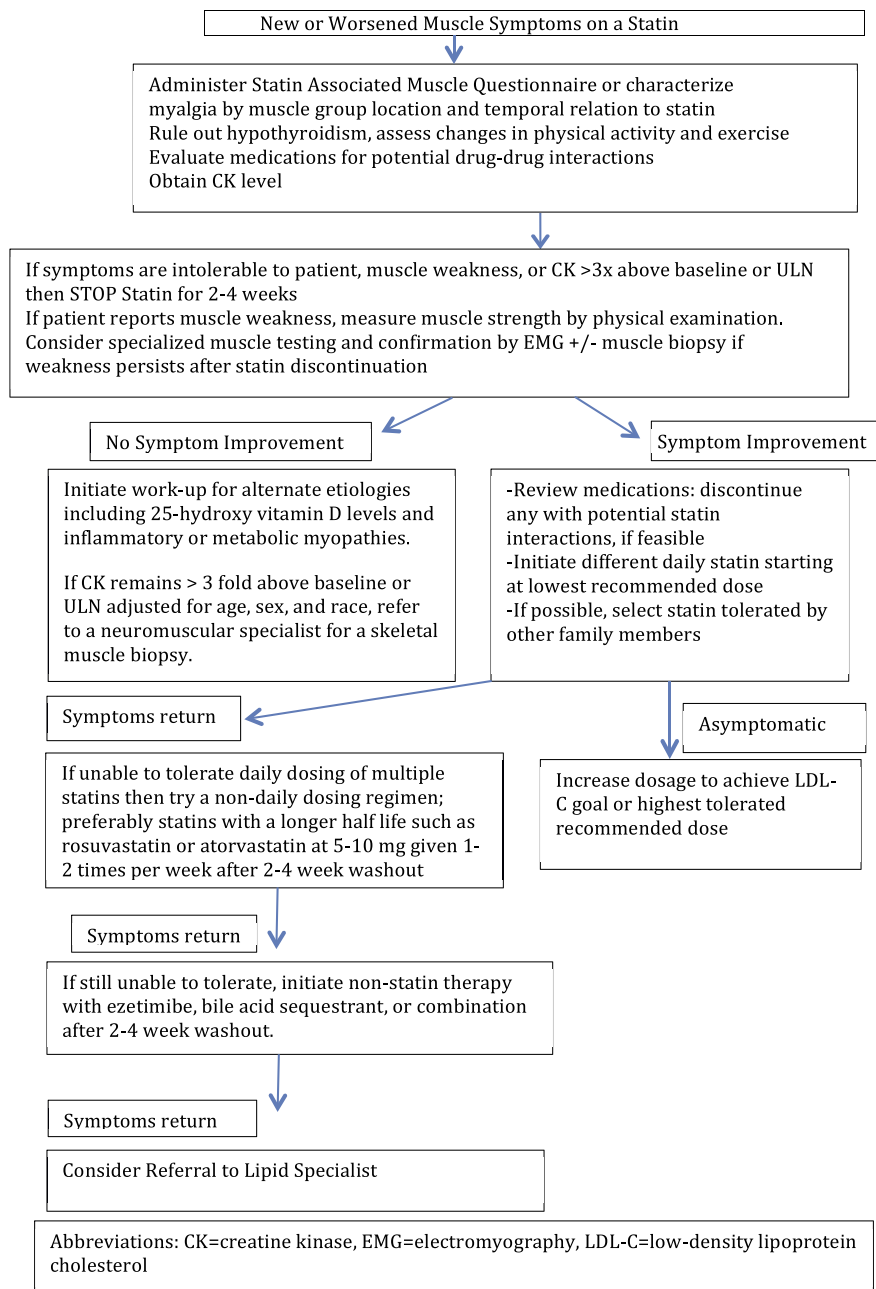 New or Worsened Muscle Symptoms on a Statin
Administer Statin Associated Muscle Questionnaire or characterize
myalgia by muscle group location and temporal relation to statin
Rule out hypothyroidism, assess changes in physical activity and exercise
Evaluate medications for potential drug-drug interactions
Obtain CK level
If symptoms are intolerable to patient, muscle weakness, or CK >3x above baseline or ULN
then STOP Statin for 2-4 weeks
If patient reports muscle weakness, measure muscle strength by physical examination.
Consider specialized muscle testing and confirmation by EMG +/- muscle biopsy if
weakness persists after statin discontinuation
No Symptom Improvement
Symptom Improvement
Initiate work-up for alternate etiologies
including 25-hydroxy vitamin D levels and
inflammatory or metabolic myopathies.
If CK remains > 3 fold above baseline or
ULN adjusted for age, sex, and race, refer
to a neuromuscular specialist for a skeletal
muscle biopsy.
-Review medications: discontinue
any with potential statin
interactions, if feasible
-Initiate different daily statin starting
at lowest recommended dose
-If possible, select statin tolerated by
other family members
Symptoms return
Asymptomatic
If unable to tolerate daily dosing of multiple
statins then try a non-daily dosing regimen;
preferably statins with a longer half life such as
rosuvastatin or atorvastatin at 5-10 mg given 1-
2 times per week after 2-4 week washout
Increase dosage to achieve LDL-
C goal or highest tolerated
recommended dose
Symptoms return
If still unable to tolerate, initiate non-statin therapy
with ezetimibe, bile acid sequestrant, or combination
after 2-4 week washout.
Symptoms return
Consider Referral to Lipid Specialist
Abbreviations: CK=creatine kinase, EMG=electromyography, LDL-C=low-density lipoprotein
cholesterol